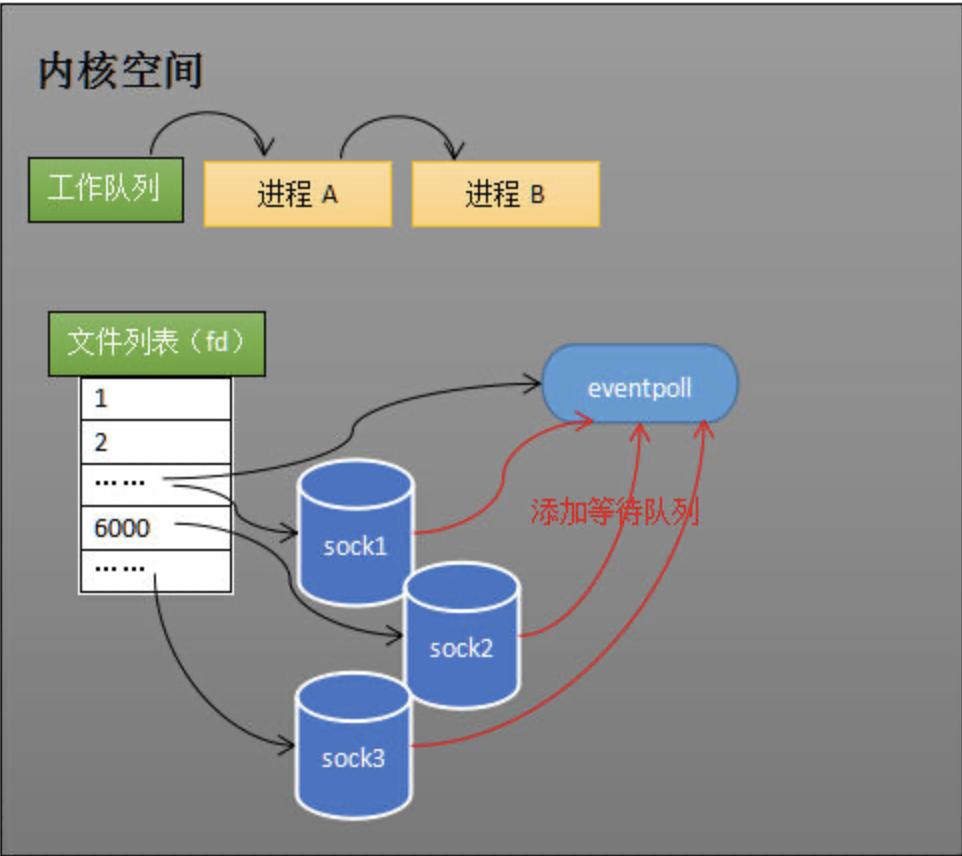 内核空间
工作队列
进程 A
进程 B
文件列表（fd）
1
2
……
6000
……
eventpoll
添加等待队列
sock1
sock2
sock3